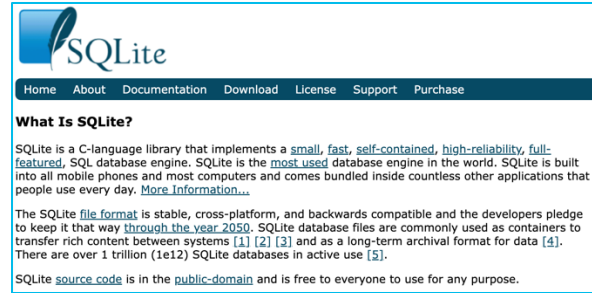 SQLite
Home About Documentation Download License Support Purchase
What Is SQLite?
SQLite is a C-language library that implements a small, fast, self-contained, high-reliability, full-
featured, SQL database engine. SQLite is the most used database engine in the world. SQLite is built
into all mobile phones and most computers and comes bundled inside countless other applications that
people use every day. More Information...
The SQLite file format is stable, cross-platform, and backwards compatible and the developers pledge
to keep it that way through the year 2050. SQLite database files are commonly used as containers to
transfer rich content between systems [1] [2] [3] and as a long-term archival format for data [4].
There are over 1 trillion (1e12) SQLite databases in active use [5].
SQLite source code is in the public-domain and is free to everyone to use for any purpose.